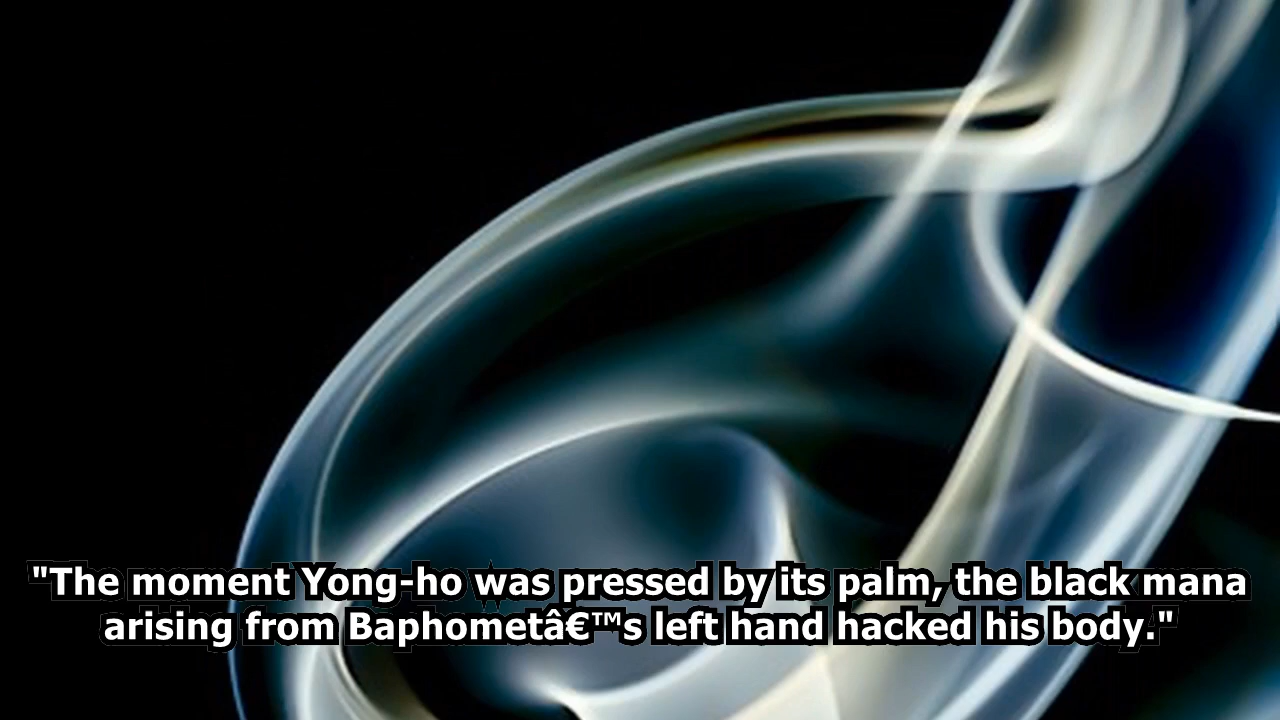 "The moment Yong-ho was pressed by its palm, the black mana
arising from Baphometâ€™s left hand hacked his body."